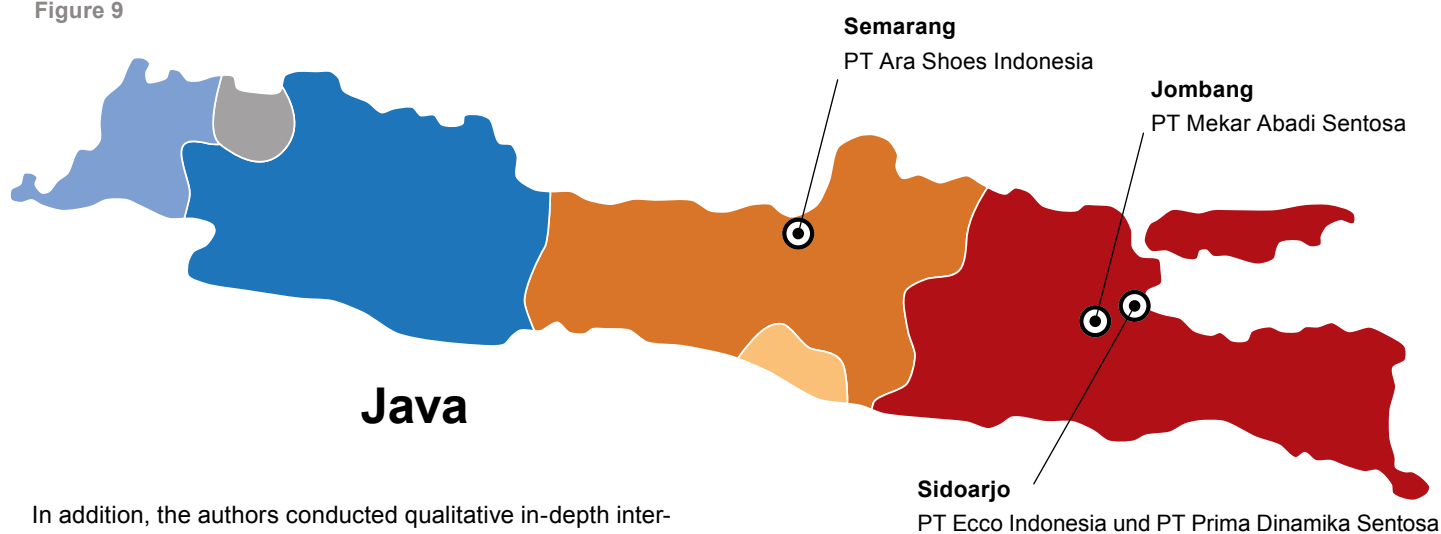 Figure 9
Semarang
PT Ara Shoes Indonesia
Jombang
PT Mekar Abadi Sentosa
Java
Sidoarjo
PT Ecco Indonesia und PT Prima Dinamika Sentosa
In addition, the authors conducted qualitative in-depth inter-